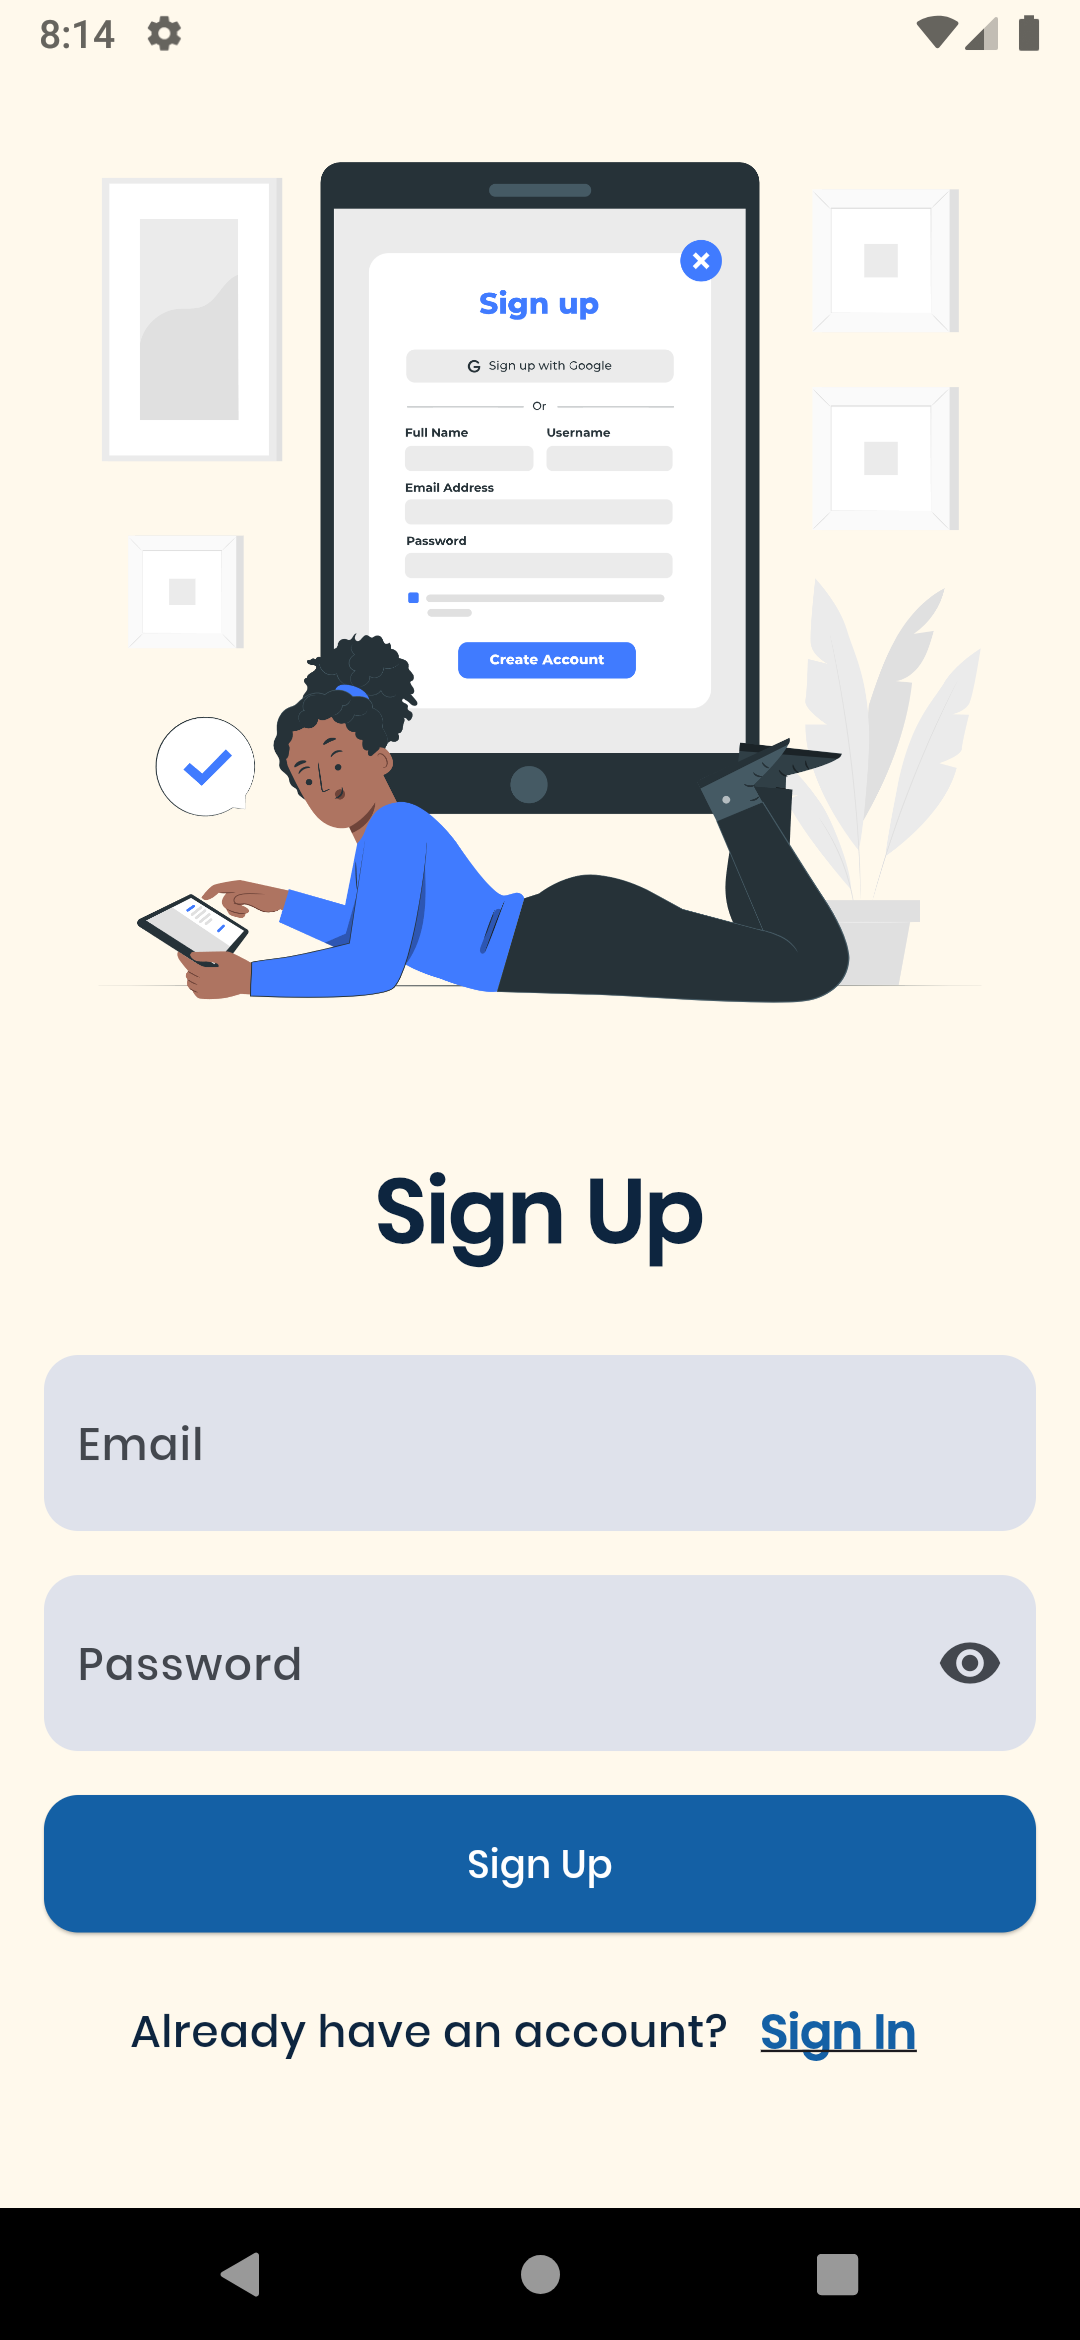 8:14
Sign up
G Sign up with Google
Or
Full Name Username
Email Address
Password
Create Account
Sign Up
Email
Password
Sign Up
Already have an account? Sign In